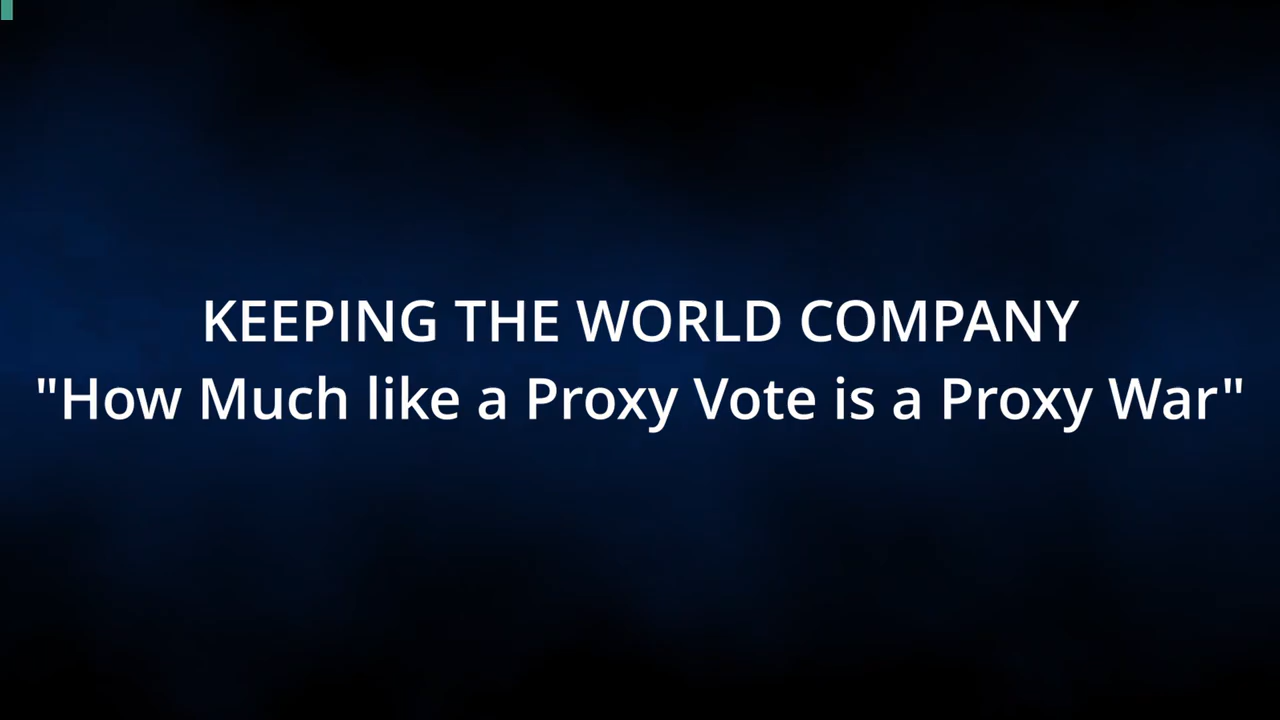 KEEPING THE WORLD COMPANY
"How Much like a Proxy Vote is a Proxy War"